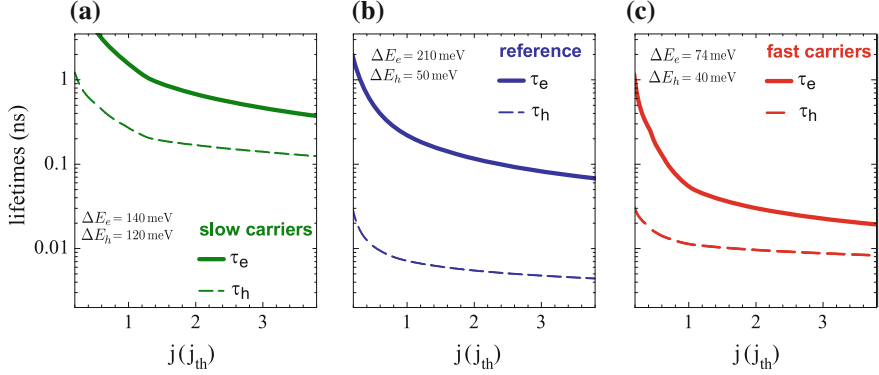 (a)
(b)
(c)
lifetimes (ns)
1
0.1
0.01
ΔE_e = 140 meV
ΔE_h = 120 meV
slow carriers
τ_e
τ_h
1 2 3
j (j_th)
ΔE_e = 210 meV
ΔE_h = 50 meV
reference
τ_e
τ_h
1 2 3
j (j_th)
ΔE_e = 74 meV
ΔE_h = 40 meV
fast carriers
τ_e
τ_h
1 2 3
j (j_th)